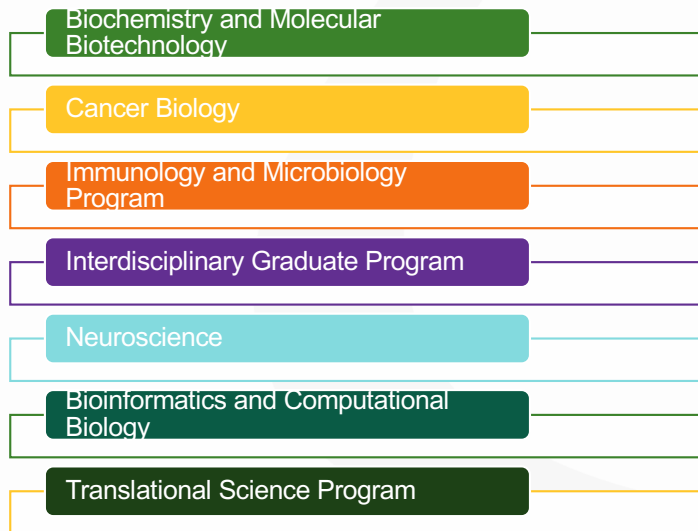 Biochemistry and Molecular
Biotechnology
Cancer Biology
Immunology and Microbiology
Program
Interdisciplinary Graduate Program
Neuroscience
Bioinformatics and Computational
Biology
Translational Science Program